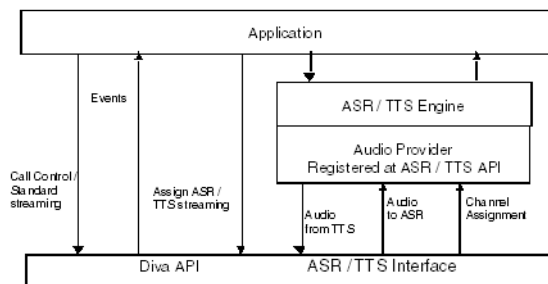 Application
Events
ASR / TTS Engine
Audio Provider
Registered at ASR / TTS API
Call Control /
Standard
streaming
Assign ASR /
TTS streaming
Audio
from TTS
Audio
to ASR
Channel
Assignment
Diva API
ASR / TTS Interface